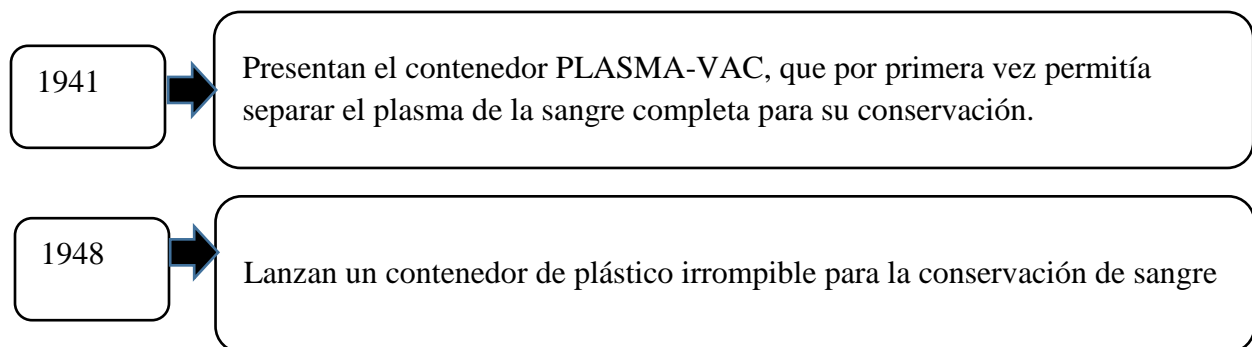 1941
Presentan el contenedor PLASMA-VAC, que por primera vez permitía
separar el plasma de la sangre completa para su conservación.
1948
Lanzan un contenedor de plástico irrompible para la conservación de sangre